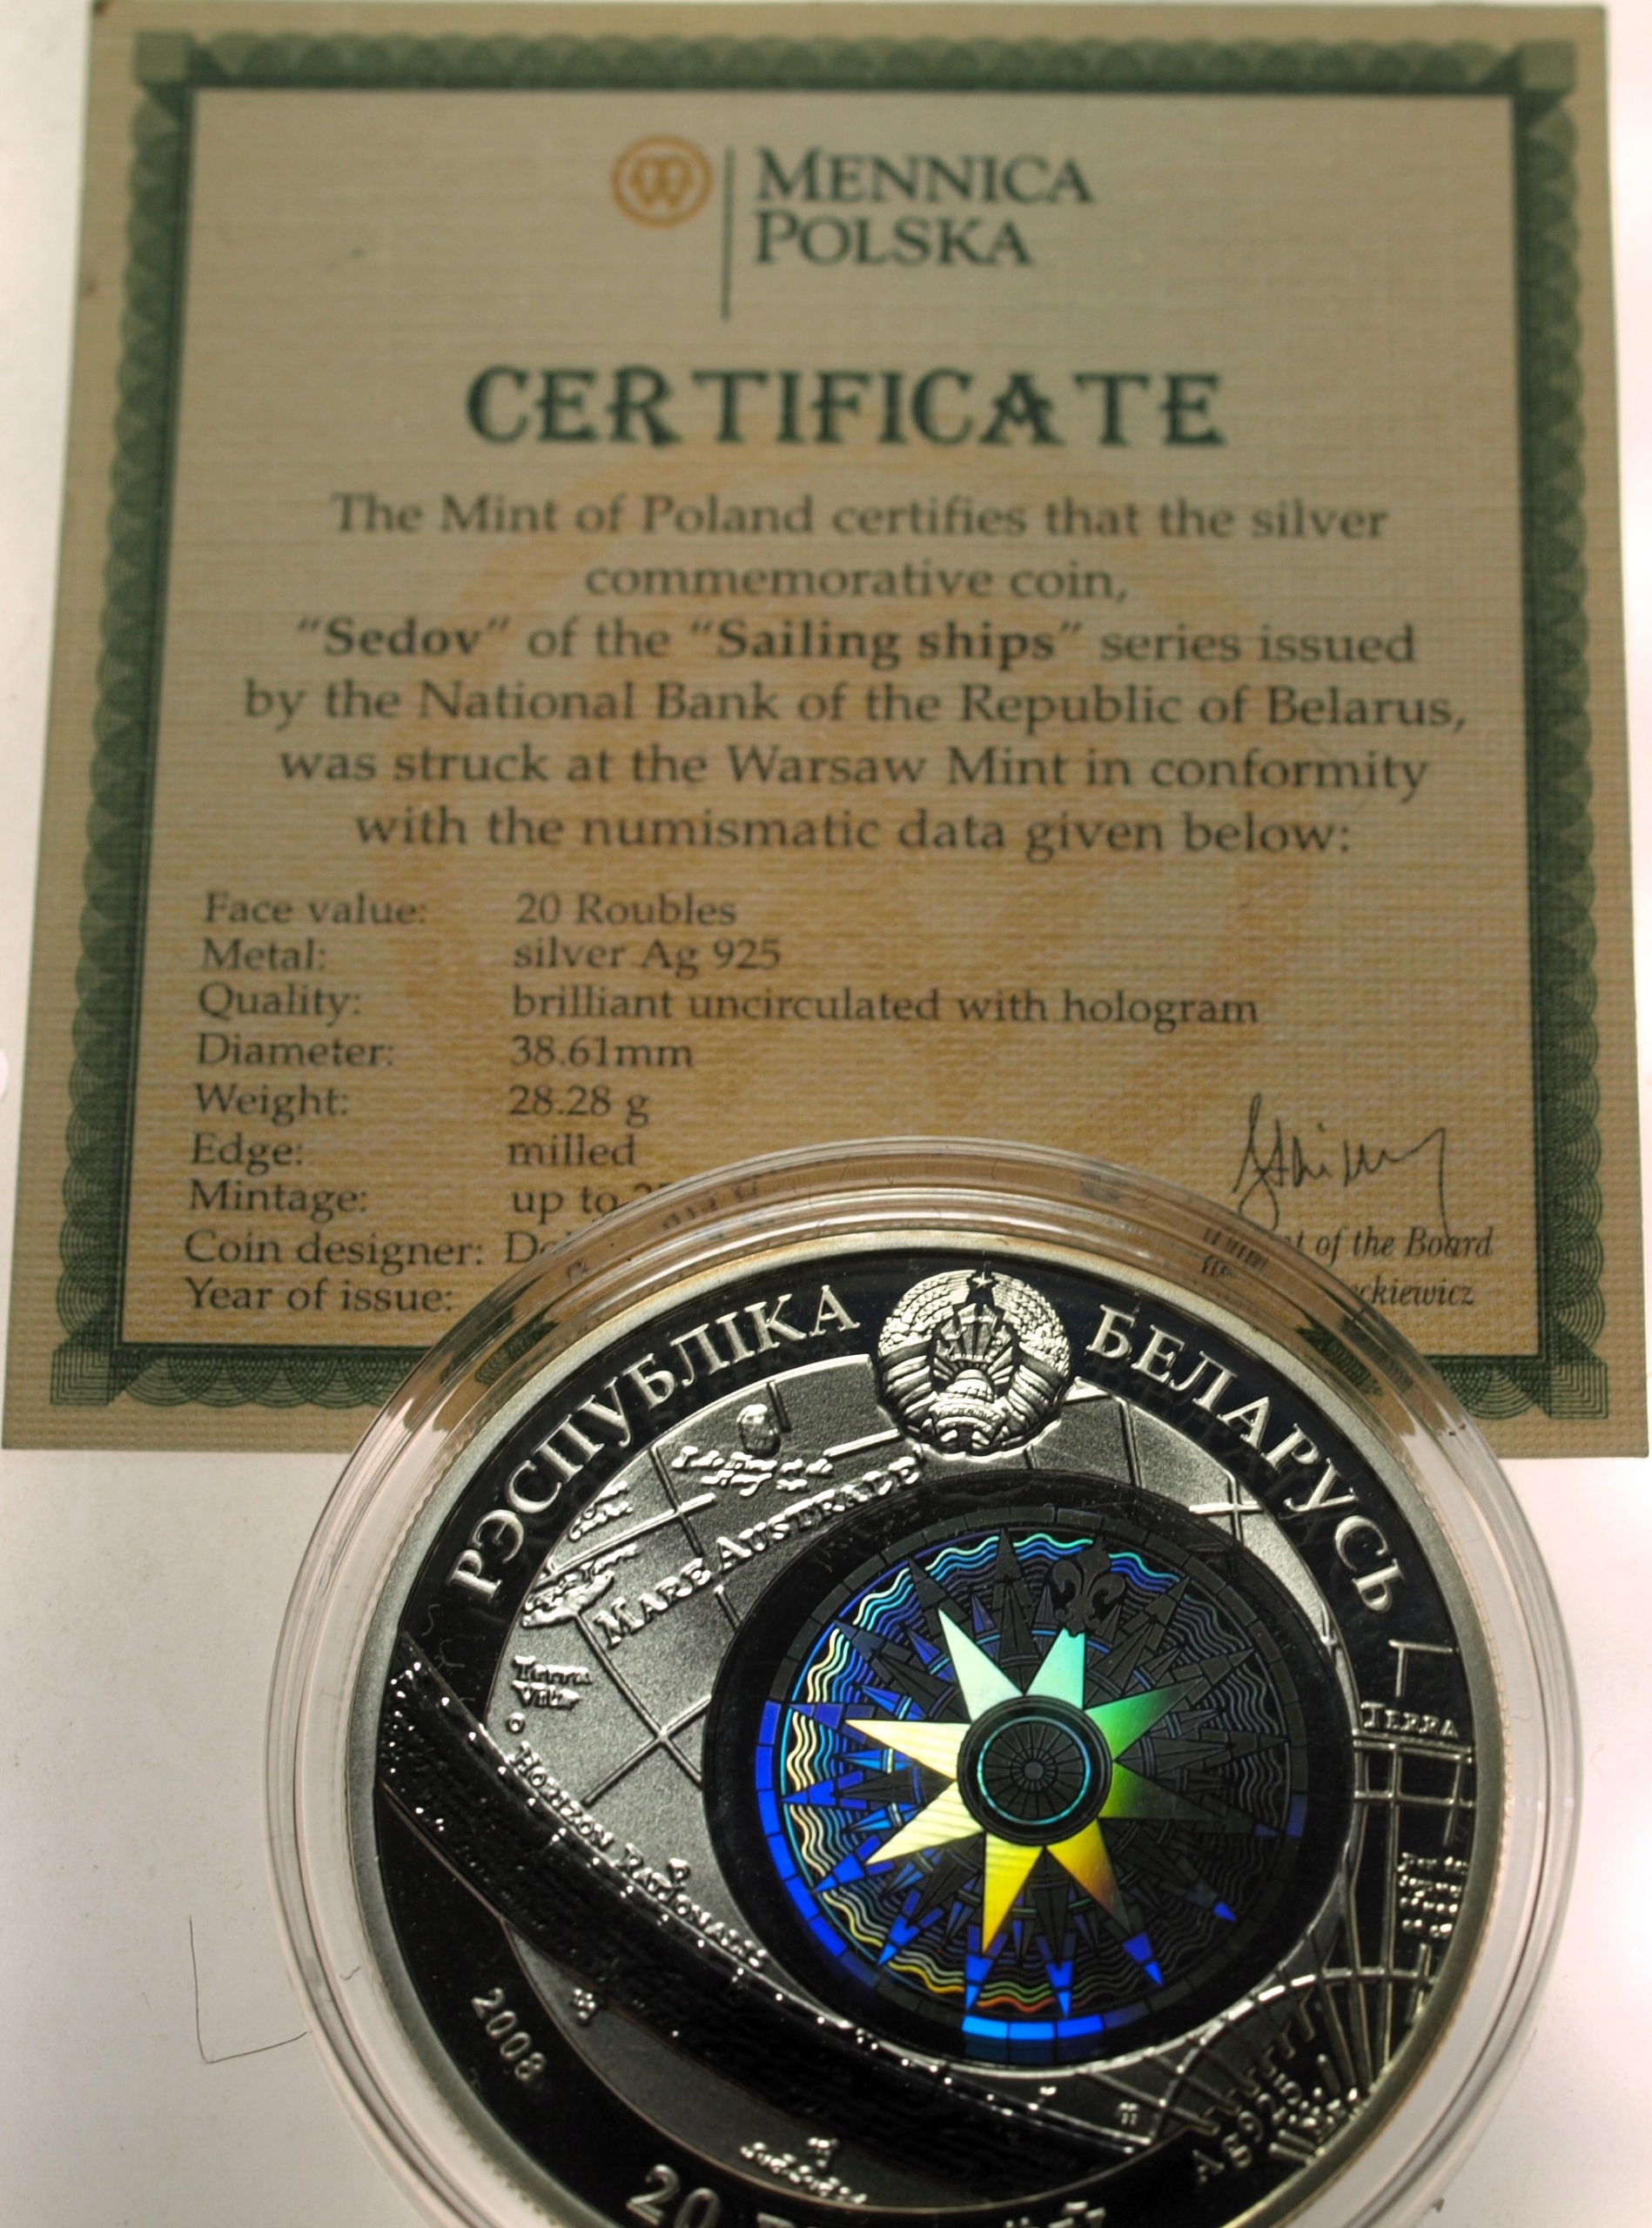 MENNICA
POLSKA
CERTIFICATE
The Mint of Poland certifies that the silver
commemorative coin,
“Sedov” of the “Sailing ships” series issued
by the National Bank of the Republic of Belarus,
was struck at the Warsaw Mint in conformity
with the numismatic data given below:
Face value: 20 Roubles
Metal: silver Ag 925
Quality: brilliant uncirculated with hologram
Diameter: 38.61mm
Weight: 28.28 g
Edge: milled
Mintage: up to
Coin designer:
of the Board
Year of issue:
РЭСПУБЛІКА БЕЛАРУСЬ
MARE AUSTRALE
TERRA
HORIZON RATIONALIS
2008
Ag925
20